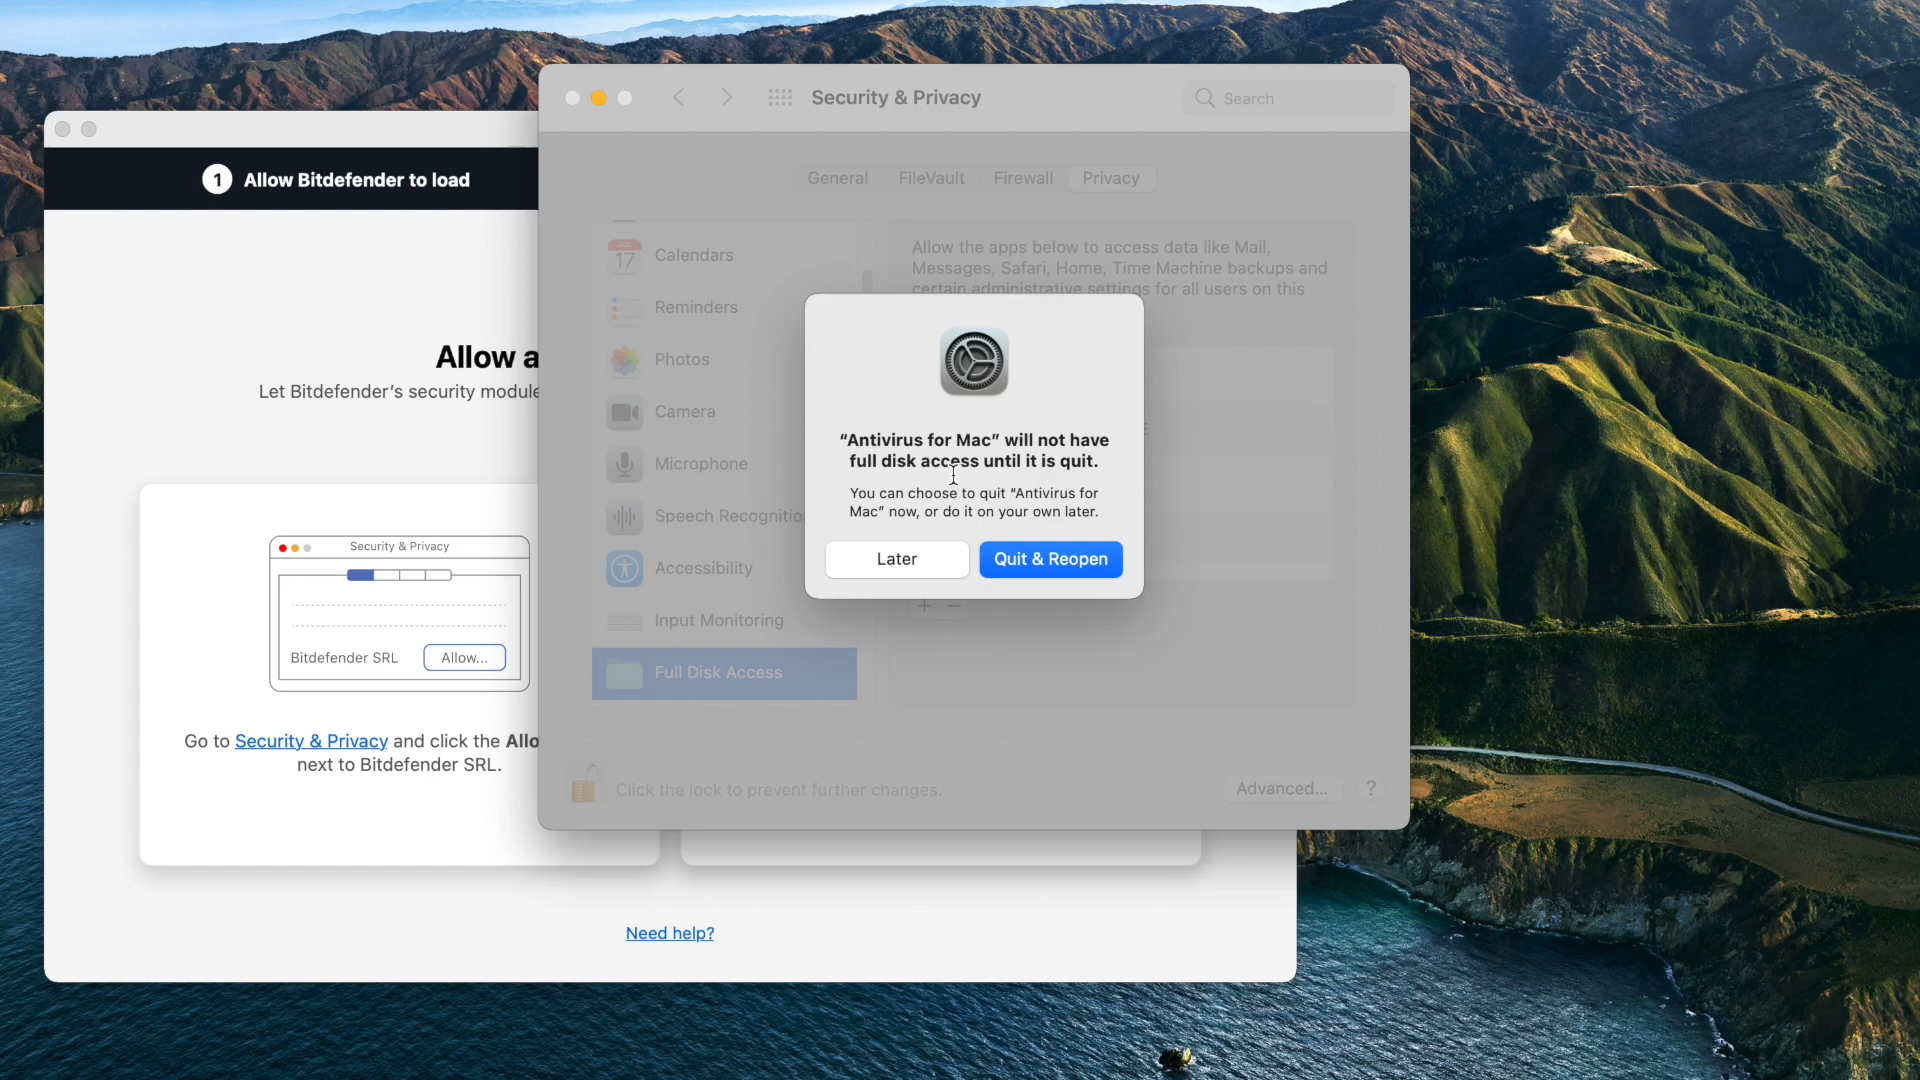 Security & Privacy
Search
1 Allow Bitdefender to load
General FileVault Firewall Privacy
JAN
17
Calendars
Reminders
Photos
Camera
Microphone
Speech Recognitio
Accessibility
Input Monitoring
Full Disk Access
Allow the apps below to access data like Mail,
Messages, Safari, Home, Time Machine backups and
certain administrative settings for all users on this
“Antivirus for Mac” will not have
full disk access until it is quit.
You can choose to quit “Antivirus for
Mac” now, or do it on your own later.
Later
Quit & Reopen
+ −
Click the lock to prevent further changes.
Advanced...
?
Allow a
Let Bitdefender’s security module
Security & Privacy
Bitdefender SRL
Allow...
Go to Security & Privacy and click the Allo
next to Bitdefender SRL.
Need help?